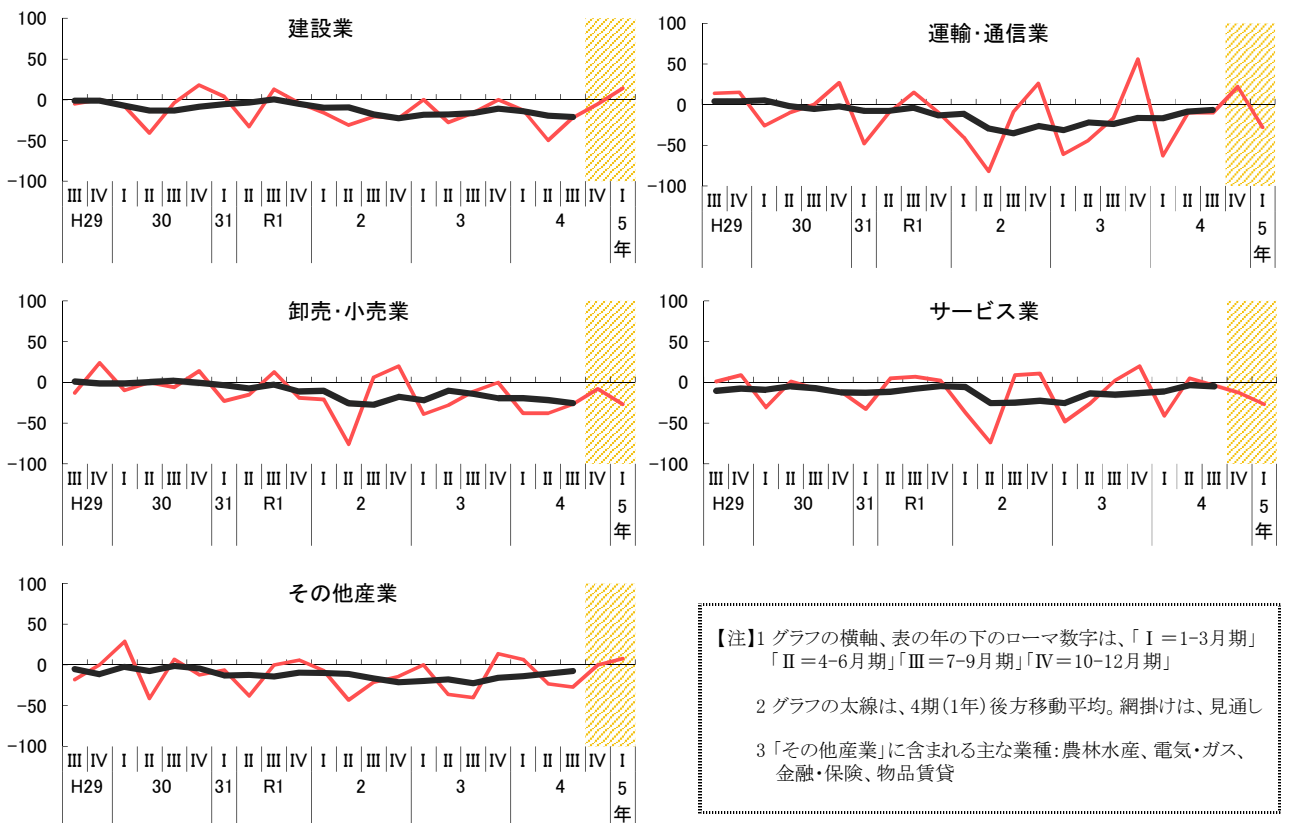 建設業
100
50
0
−50
−100
Ⅲ Ⅳ Ⅰ Ⅱ Ⅲ Ⅳ Ⅰ Ⅱ Ⅲ Ⅳ Ⅰ Ⅱ Ⅲ Ⅳ Ⅰ Ⅱ Ⅲ Ⅳ Ⅰ Ⅱ Ⅲ Ⅳ Ⅰ
H29 30 31 R1 2 3 4 5
年
運輸・通信業
100
50
0
−50
−100
Ⅲ Ⅳ Ⅰ Ⅱ Ⅲ Ⅳ Ⅰ Ⅱ Ⅲ Ⅳ Ⅰ Ⅱ Ⅲ Ⅳ Ⅰ Ⅱ Ⅲ Ⅳ Ⅰ Ⅱ Ⅲ Ⅳ Ⅰ
H29 30 31 R1 2 3 4 5
年
卸売・小売業
100
50
0
−50
−100
Ⅲ Ⅳ Ⅰ Ⅱ Ⅲ Ⅳ Ⅰ Ⅱ Ⅲ Ⅳ Ⅰ Ⅱ Ⅲ Ⅳ Ⅰ Ⅱ Ⅲ Ⅳ Ⅰ Ⅱ Ⅲ Ⅳ Ⅰ
H29 30 31 R1 2 3 4 5
年
サービス業
100
50
0
−50
−100
Ⅲ Ⅳ Ⅰ Ⅱ Ⅲ Ⅳ Ⅰ Ⅱ Ⅲ Ⅳ Ⅰ Ⅱ Ⅲ Ⅳ Ⅰ Ⅱ Ⅲ Ⅳ Ⅰ Ⅱ Ⅲ Ⅳ Ⅰ
H29 30 31 R1 2 3 4 5
年
その他産業
100
50
0
−50
−100
Ⅲ Ⅳ Ⅰ Ⅱ Ⅲ Ⅳ Ⅰ Ⅱ Ⅲ Ⅳ Ⅰ Ⅱ Ⅲ Ⅳ Ⅰ Ⅱ Ⅲ Ⅳ Ⅰ Ⅱ Ⅲ Ⅳ Ⅰ
H29 30 31 R1 2 3 4 5
年
【注】1 グラフの横軸、表の年の下のローマ数字は、「Ⅰ=1-3月期」
「Ⅱ=4-6月期」「Ⅲ=7-9月期」「Ⅳ=10-12月期」
2 グラフの太線は、4期(1年)後方移動平均。網掛けは、見通し
3 「その他産業」に含まれる主な業種:農林水産、電気・ガス、
金融・保険、物品賃貸